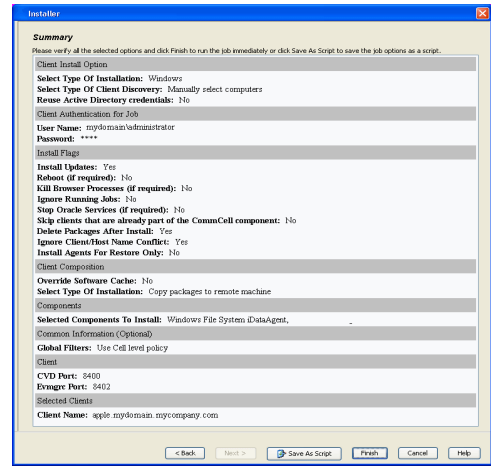 Installer
Summary
Please verify all the selected options and click Finish to run the job immediately or click Save As Script to save the job options as a script.
Client Install Option
Select Type Of Installation: Windows
Select Type Of Client Discovery: Manually select computers
Reuse Active Directory credentials: No
Client Authentication for Job
User Name: mydomain\administrator
Password: ****
Install Flags
Install Updates: Yes
Reboot (if required): No
Kill Browser Processes (if required): No
Ignore Running Jobs: No
Stop Oracle Services (if required): No
Skip clients that are already part of the CommCell component: No
Delete Packages After Install: Yes
Ignore Client/Host Name Conflict: Yes
Install Agents For Restore Only: No
Client Composition
Override Software Cache: No
Select Type Of Installation: Copy packages to remote machine
Components
Selected Components To Install: Windows File System iDataAgent,
Common Information (Optional)
Global Filters: Use Cell level policy
Client
CVD Port: 8400
Evmgrc Port: 8402
Selected Clients
Client Name: apple.mydomain.mycompany.com
< Back Next > Save As Script Finish Cancel Help